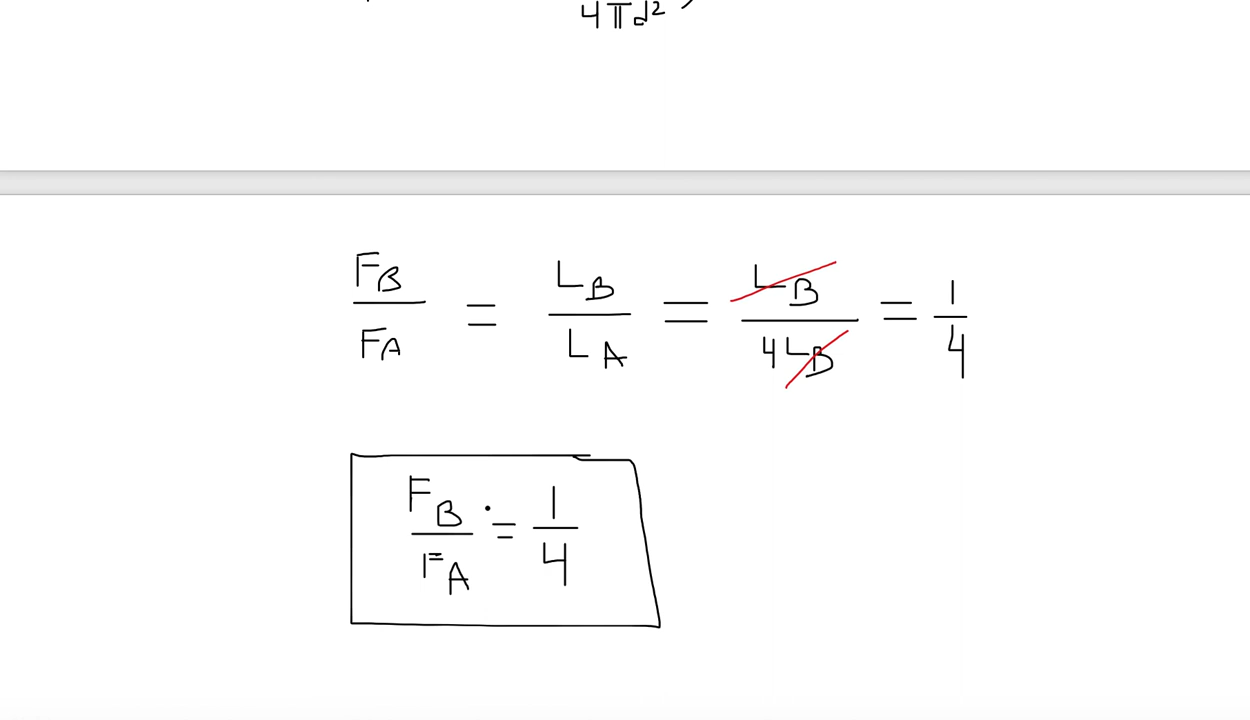 4πd²
F_B/F_A = L_B/L_A = L_B/4L_B = 1/4
F_B/F_A = 1/4